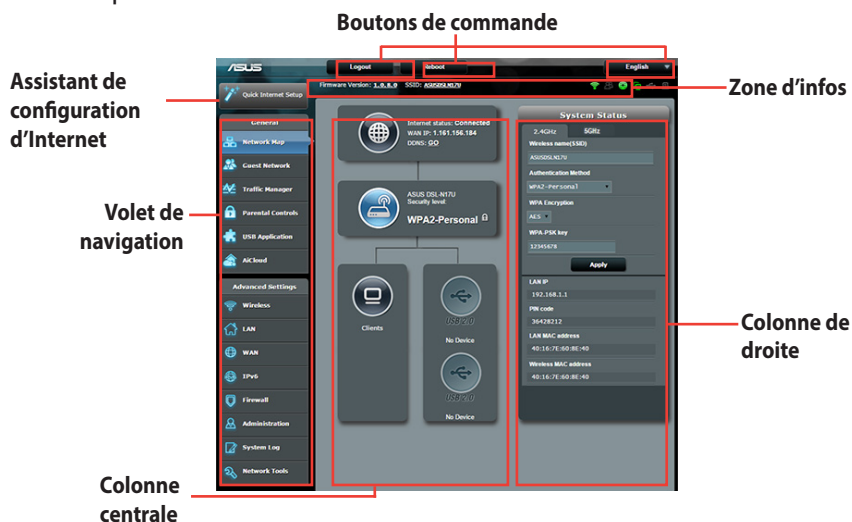 Boutons de commande
ASUS
Logout
Reboot
English
Assistant de
configuration
d'Internet
Quick Internet Setup
Firmware Version: 1.0.8.0 SSID: ASUSDSLN17U
Zone d'infos
Volet de
navigation
General
Network Map
Guest Network
Traffic Manager
Parental Controls
USB Application
AiCloud
Advanced Settings
Wireless
LAN
WAN
IPv6
Firewall
Administration
System Log
Network Tools
Internet status: Connected
WAN IP: 1.161.156.184
DDNS: GO
ASUS DSL-N17U
Security level:
WPA2-Personal
Clients
USB 2.0
No Device
USB 2.0
No Device
System Status
2.4GHz 5GHz
Wireless name(SSID)
ASUSDSLN17U
Authentication Method
WPA2-Personal
WPA Encryption
AES
WPA-PSK key
12345678
Apply
LAN IP
192.168.1.1
PIN code
36428212
LAN MAC address
40:16:7E:60:8E:40
Wireless MAC address
40:16:7E:60:8E:40
Colonne de
droite
Colonne
centrale